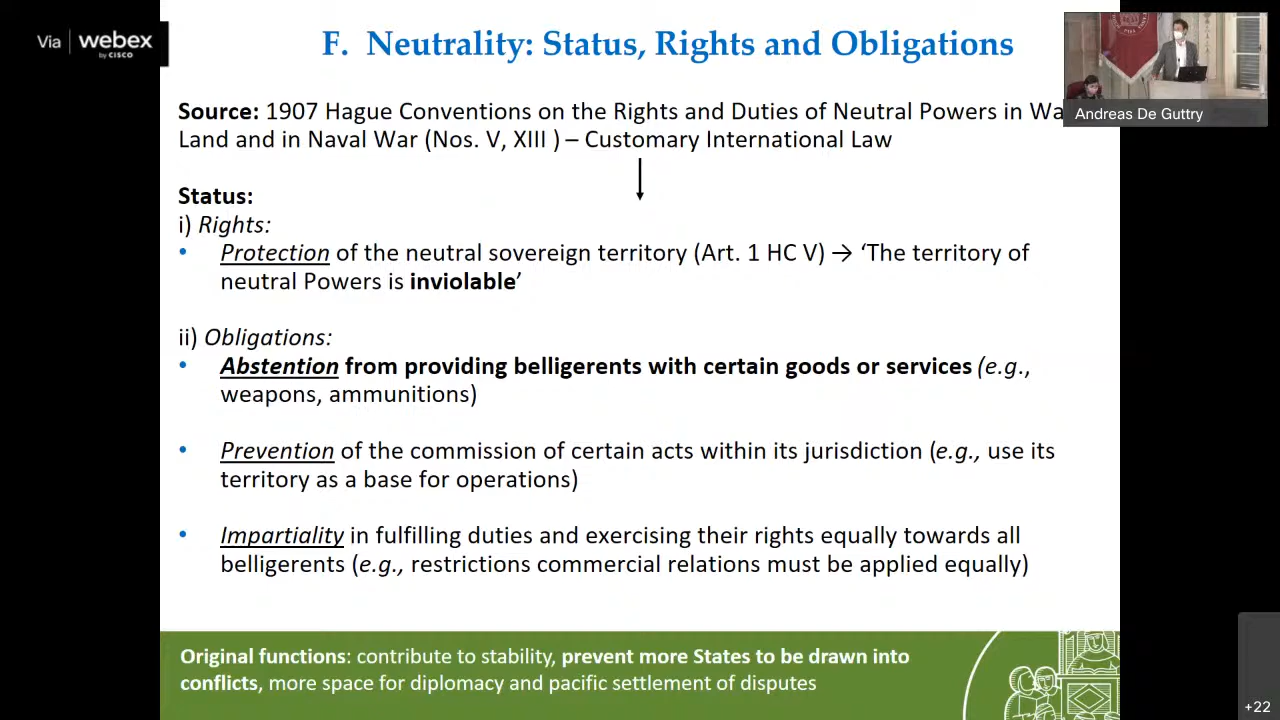 Via webex
by CISCO
F. Neutrality: Status, Rights and Obligations
Andreas De Guttry
Source: 1907 Hague Conventions on the Rights and Duties of Neutral Powers in Wa
Land and in Naval War (Nos. V, XIII ) – Customary International Law
Status:
i) Rights:
• Protection of the neutral sovereign territory (Art. 1 HC V) → ‘The territory of
neutral Powers is inviolable’
ii) Obligations:
• Abstention from providing belligerents with certain goods or services (e.g.,
weapons, ammunitions)
• Prevention of the commission of certain acts within its jurisdiction (e.g., use its
territory as a base for operations)
• Impartiality in fulfilling duties and exercising their rights equally towards all
belligerents (e.g., restrictions commercial relations must be applied equally)
Original functions: contribute to stability, prevent more States to be drawn into
conflicts, more space for diplomacy and pacific settlement of disputes
+22